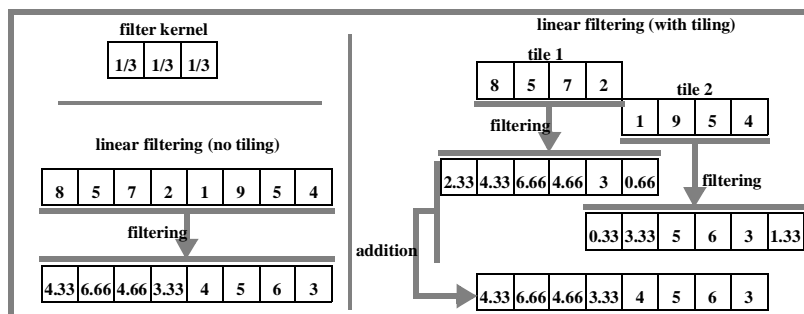 filter kernel
1/3 1/3 1/3
linear filtering (no tiling)
8 5 7 2 1 9 5 4
filtering
4.33 6.66 4.66 3.33 4 5 6 3
linear filtering (with tiling)
tile 1
8 5 7 2
tile 2
1 9 5 4
filtering
2.33 4.33 6.66 4.66 3 0.66
filtering
0.33 3.33 5 6 3 1.33
addition
4.33 6.66 4.66 3.33 4 5 6 3